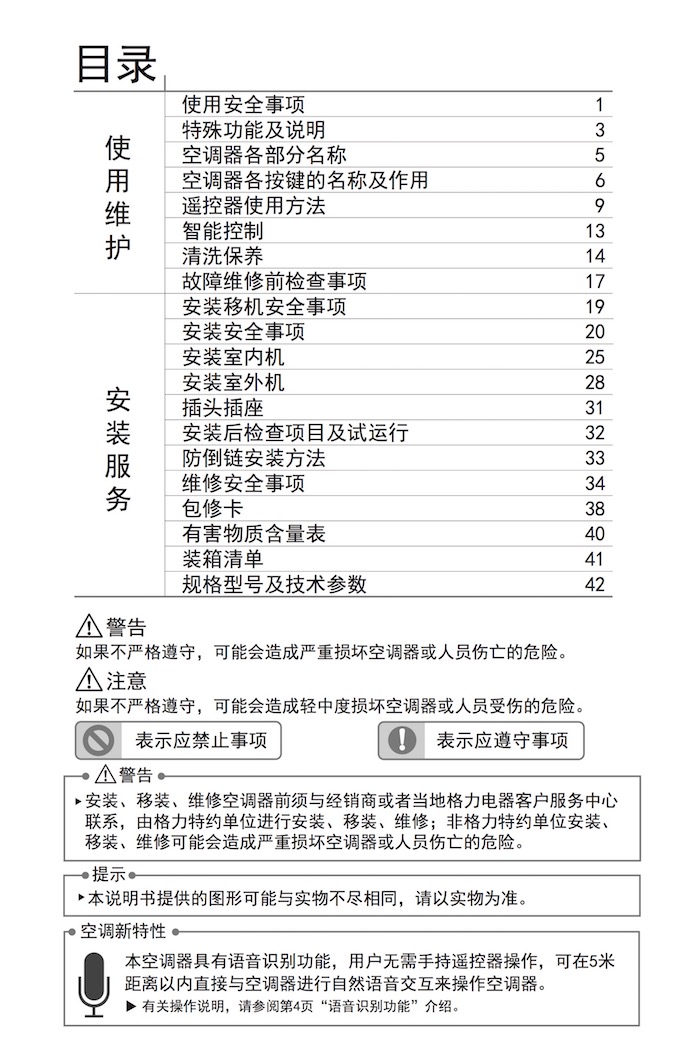 目录
使用维护
使用安全事项 1
特殊功能及说明 3
空调器各部分名称 5
空调器各按键的名称及作用 6
遥控器使用方法 9
智能控制 13
清洗保养 14
故障维修前检查事项 17
安装服务
安装移机安全事项 19
安装安全事项 20
安装室内机 25
安装室外机 28
插头插座 31
安装后检查项目及试运行 32
防倒链安装方法 33
维修安全事项 34
包修卡 38
有害物质含量表 40
装箱清单 41
规格型号及技术参数 42
警告
如果不严格遵守，可能会造成严重损坏空调器或人员伤亡的危险。
注意
如果不严格遵守，可能会造成轻中度损坏空调器或人员受伤的危险。
表示应禁止事项
表示应遵守事项
警告
▸安装、移装、维修空调器前须与经销商或者当地格力电器客户服务中心
联系，由格力特约单位进行安装、移装、维修；非格力特约单位安装、
移装、维修可能会造成严重损坏空调器或人员伤亡的危险。
提示
▸本说明书提供的图形可能与实物不尽相同，请以实物为准。
空调新特性
本空调器具有语音识别功能，用户无需手持遥控器操作，可在5米
距离以内直接与空调器进行自然语音交互来操作空调器。
▶ 有关操作说明，请参阅第4页“语音识别功能”介绍。